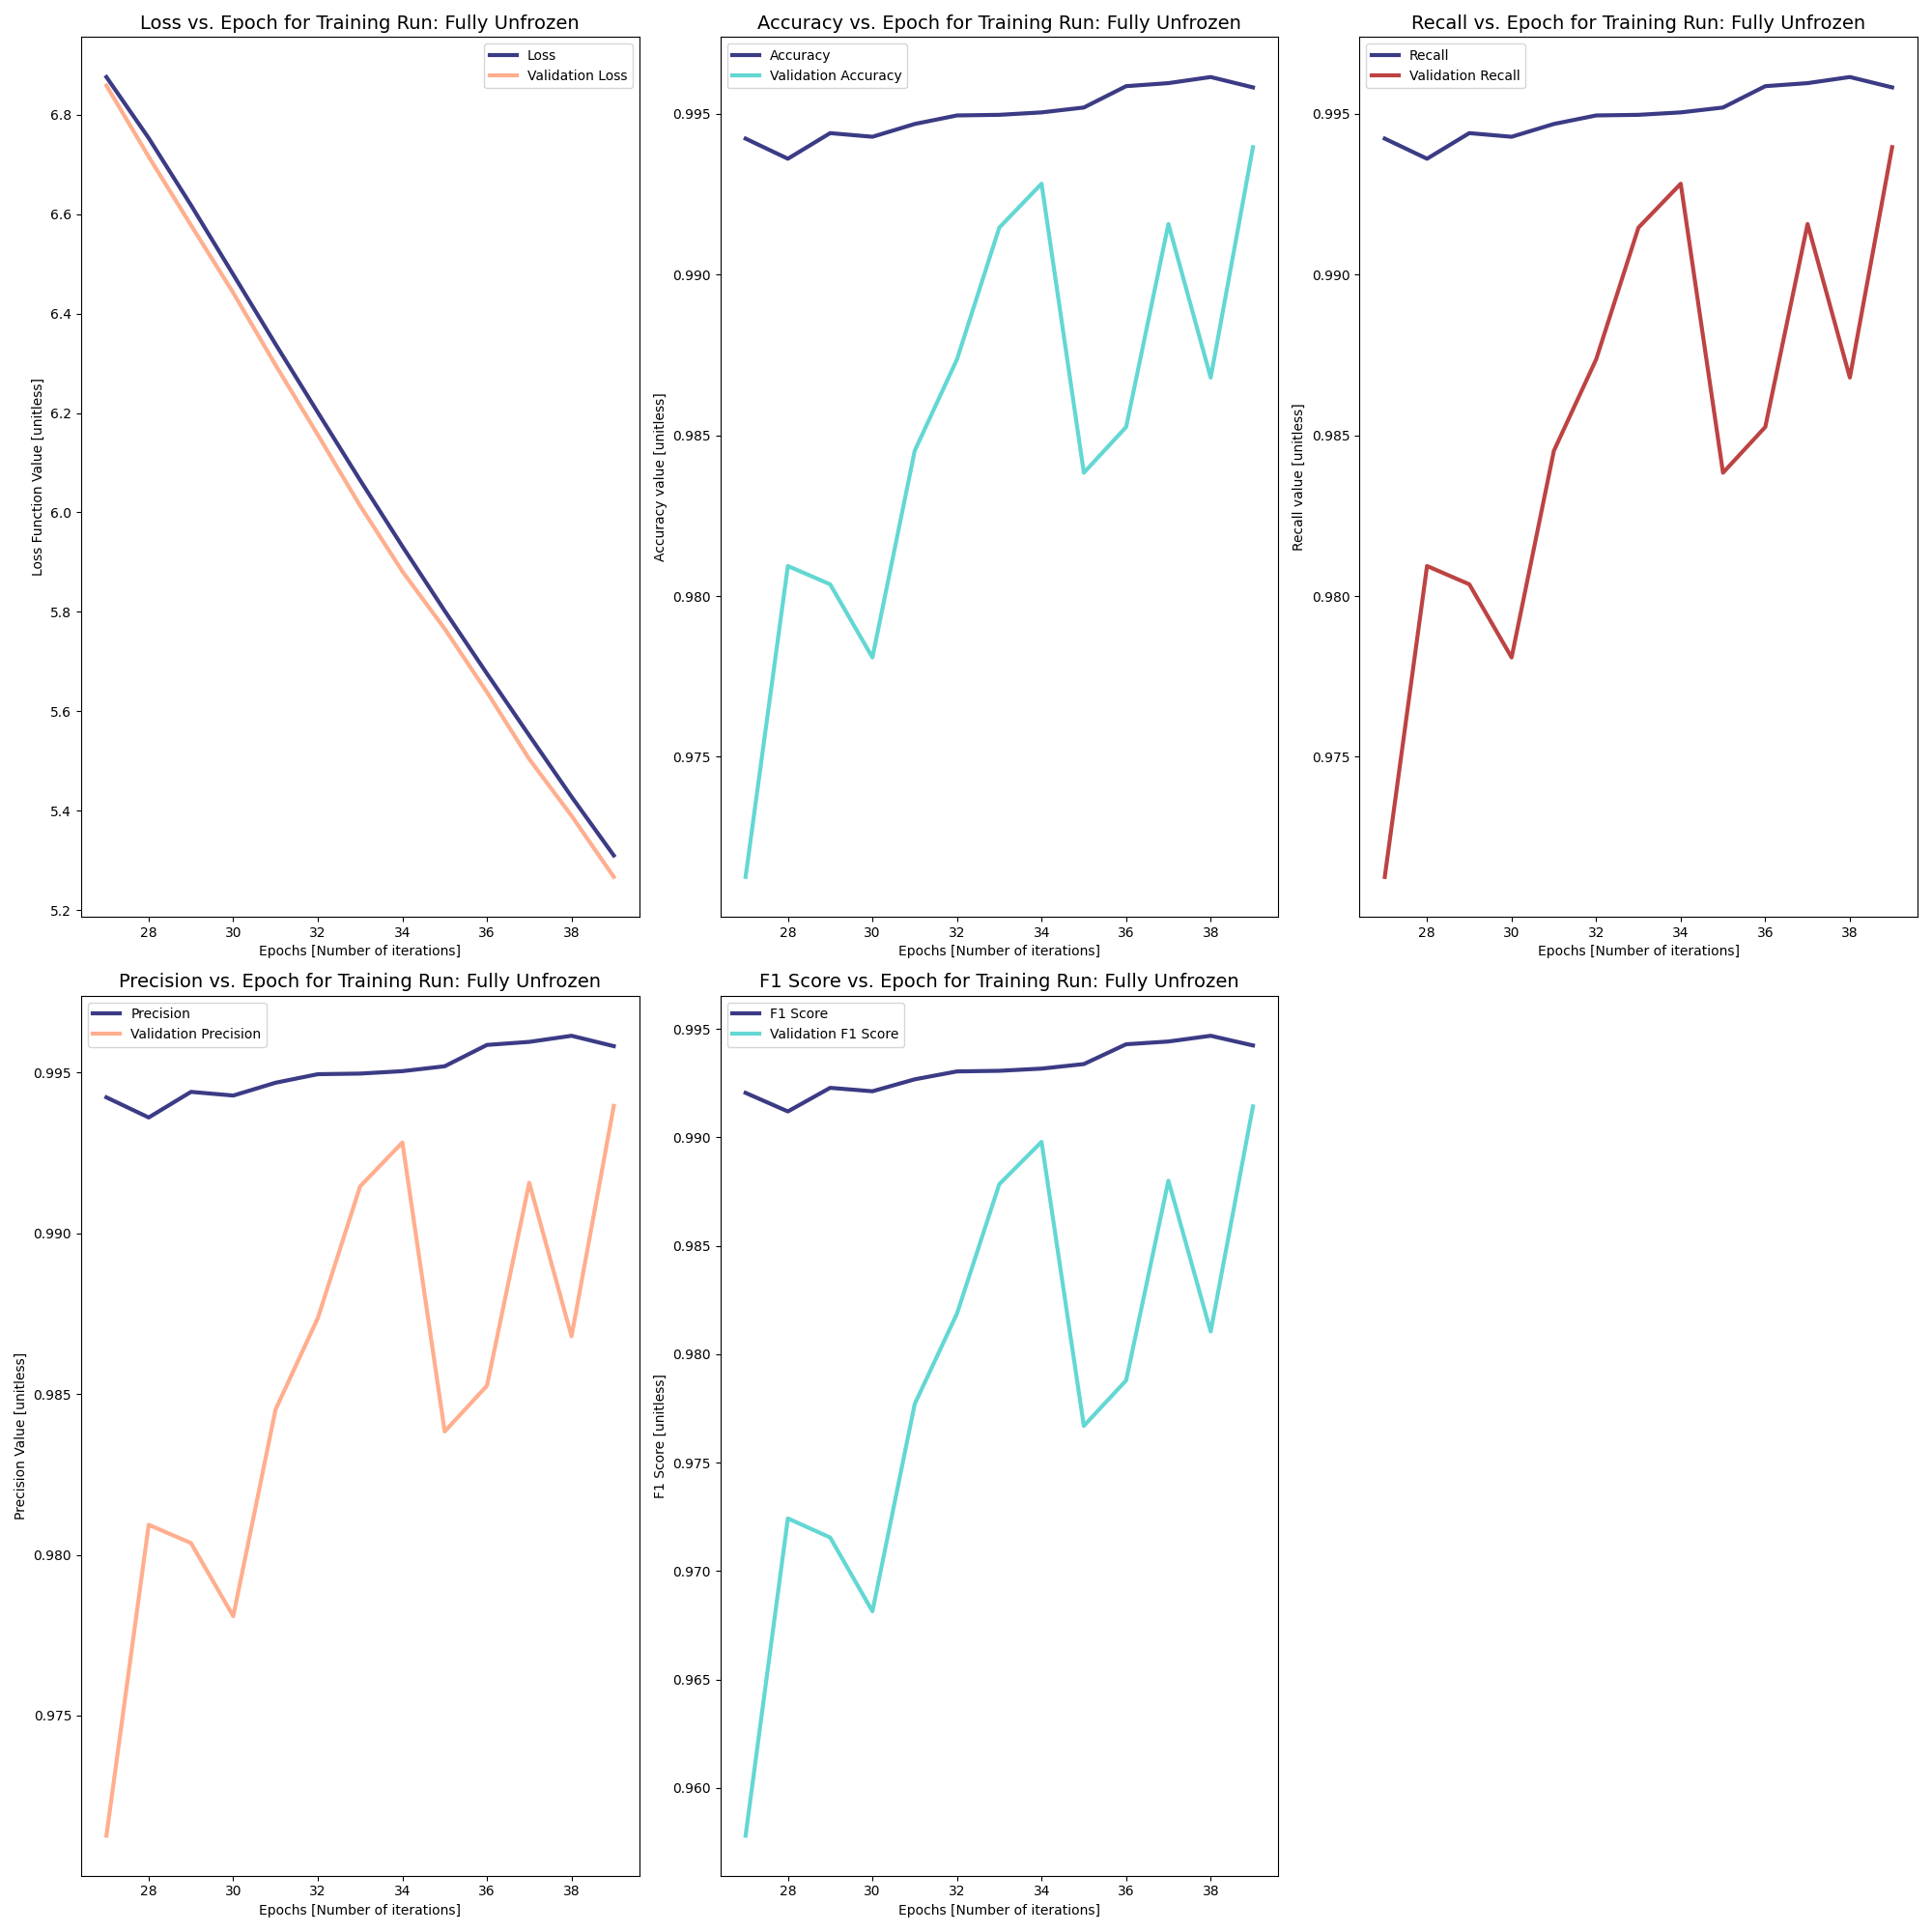 Loss vs. Epoch for Training Run: Fully Unfrozen
Loss
Validation Loss
6.8
6.6
6.4
6.2
6.0
5.8
5.6
5.4
5.2
Loss Function Value [unitless]
28 30 32 34 36 38
Epochs [Number of iterations]
Accuracy vs. Epoch for Training Run: Fully Unfrozen
Accuracy
Validation Accuracy
0.995
0.990
0.985
0.980
0.975
Accuracy value [unitless]
28 30 32 34 36 38
Epochs [Number of iterations]
Recall vs. Epoch for Training Run: Fully Unfrozen
Recall
Validation Recall
0.995
0.990
0.985
0.980
0.975
Recall value [unitless]
28 30 32 34 36 38
Epochs [Number of iterations]
Precision vs. Epoch for Training Run: Fully Unfrozen
Precision
Validation Precision
0.995
0.990
0.985
0.980
0.975
Precision Value [unitless]
28 30 32 34 36 38
Epochs [Number of iterations]
F1 Score vs. Epoch for Training Run: Fully Unfrozen
F1 Score
Validation F1 Score
0.995
0.990
0.985
0.980
0.975
0.970
0.965
0.960
F1 Score [unitless]
28 30 32 34 36 38
Epochs [Number of iterations]